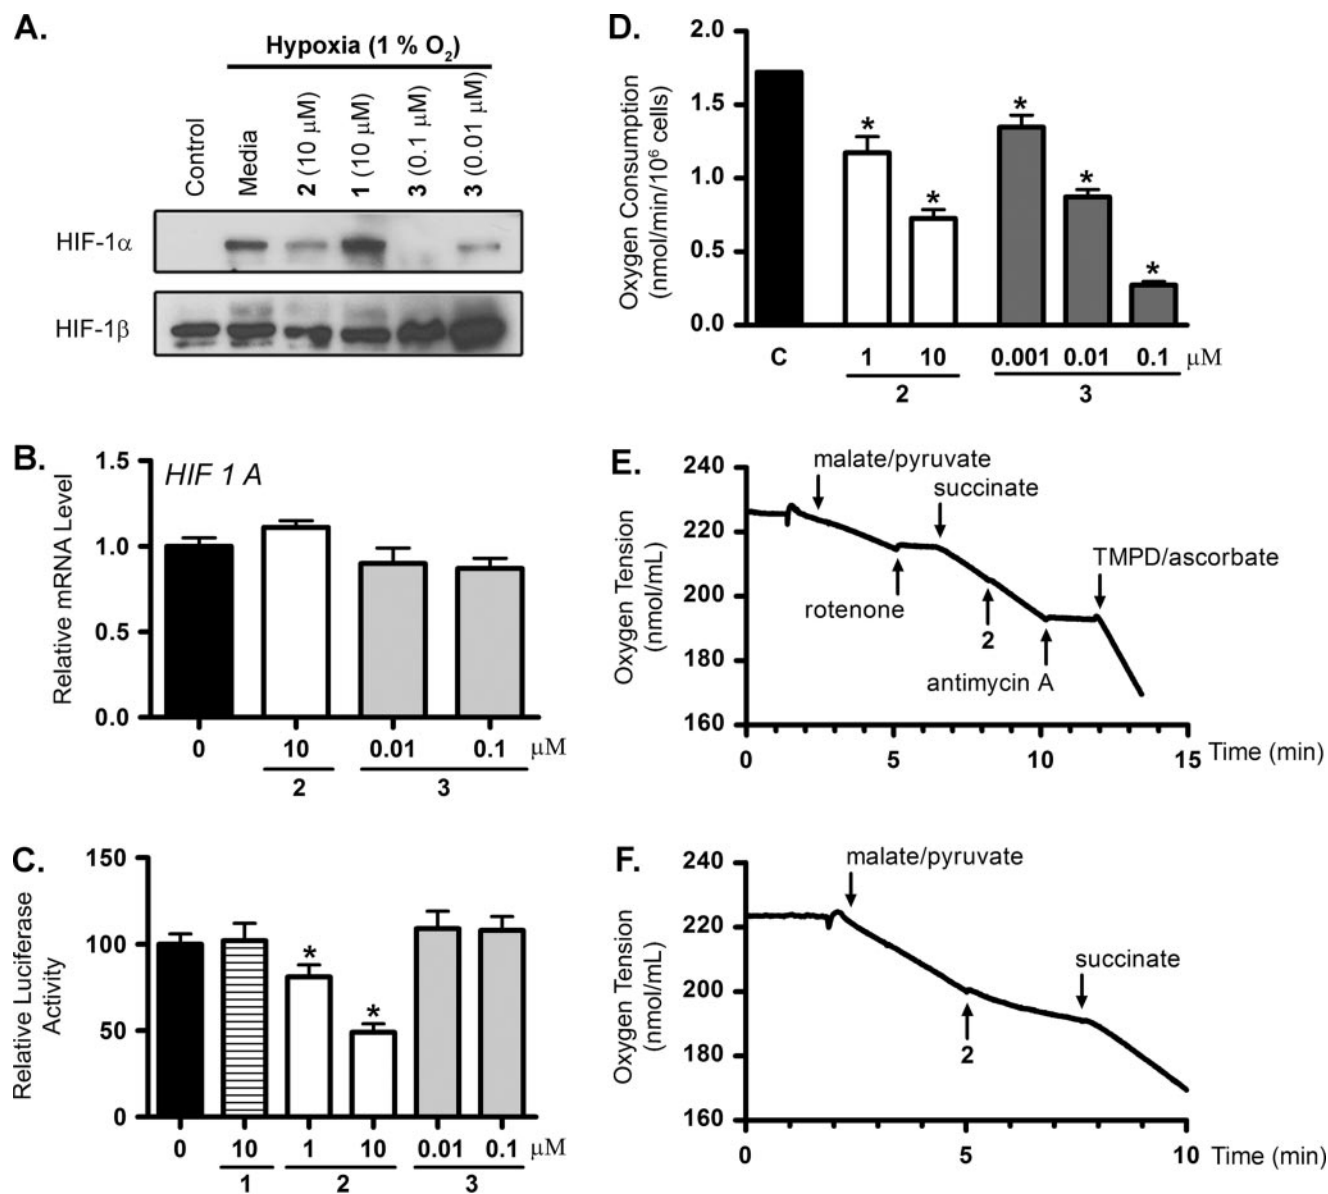 A.
Hypoxia (1 % O2)
Control
Media
2 (10 μM)
1 (10 μM)
3 (0.1 μM)
3 (0.01 μM)
HIF-1α
HIF-1β
B.
HIF 1 A
Relative mRNA Level
1.5
1.0
0.5
0.0
0 10 0.01 0.1 μM
2 3
C.
Relative Luciferase
Activity
150
100
50
0
0 10 1 10 0.01 0.1 μM
1 2 3
D.
Oxygen Consumption
(nmol/min/10⁶ cells)
2.0
1.5
1.0
0.5
0.0
* * * * *
C 1 10 0.001 0.01 0.1 μM
2 3
E.
Oxygen Tension
(nmol/mL)
240
220
200
180
160
malate/pyruvate
succinate
TMPD/ascorbate
rotenone
2
antimycin A
0 5 10 15 Time (min)
F.
Oxygen Tension
(nmol/mL)
240
220
200
180
160
malate/pyruvate
succinate
2
0 5 10 Time (min)